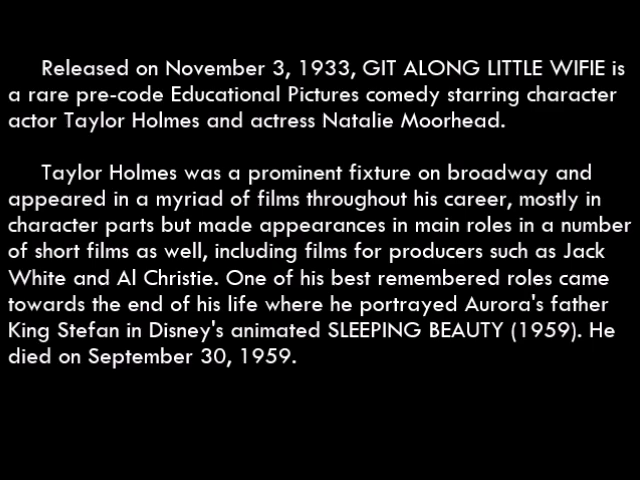 Released on November 3, 1933, GIT ALONG LITTLE WIFIE is
a rare pre-code Educational Pictures comedy starring character
actor Taylor Holmes and actress Natalie Moorhead.
Taylor Holmes was a prominent fixture on broadway and
appeared in a myriad of films throughout his career, mostly in
character parts but made appearances in main roles in a number
of short films as well, including films for producers such as Jack
White and Al Christie. One of his best remembered roles came
towards the end of his life where he portrayed Aurora's father
King Stefan in Disney's animated SLEEPING BEAUTY (1959). He
died on September 30, 1959.